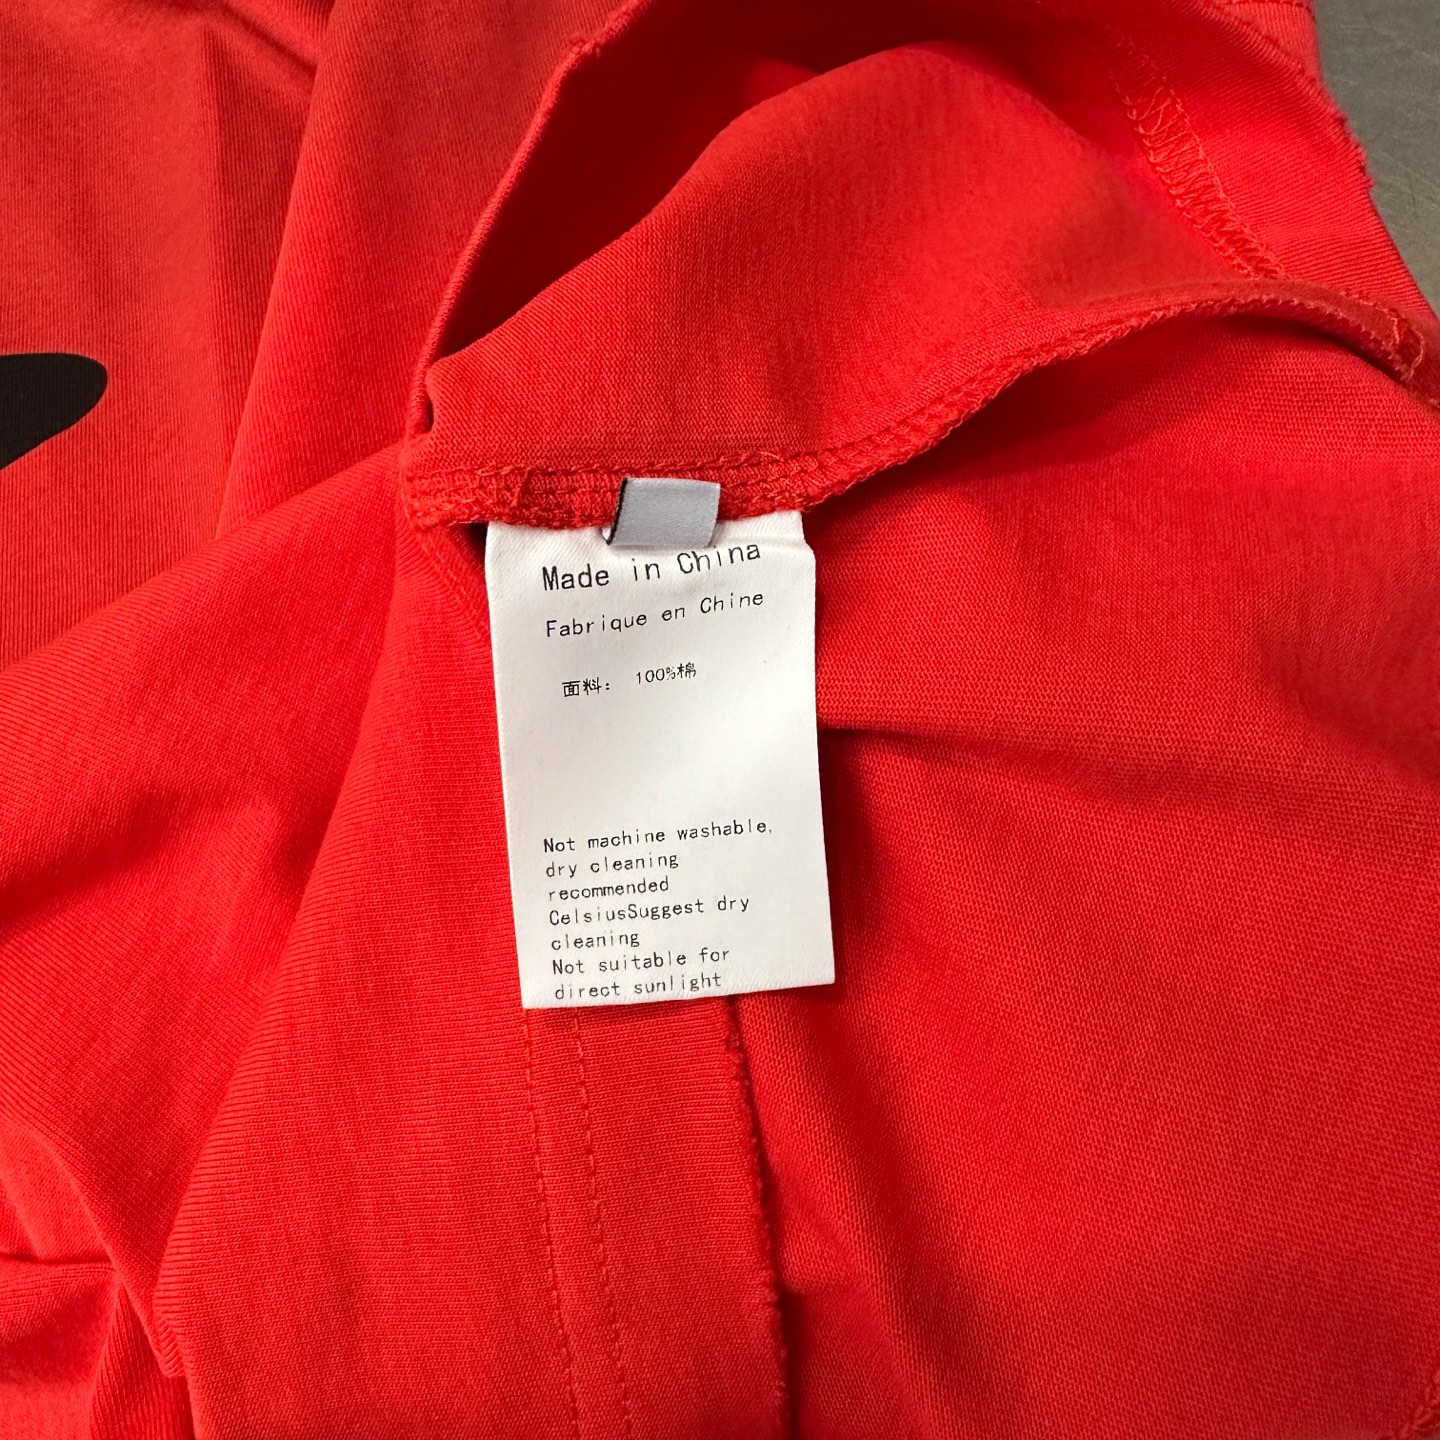 Made in China
Fabrique en Chine
面料： 100%棉
Not machine washable,
dry cleaning
recommended
CelsiusSuggest dry
cleaning
Not suitable for
direct sunlight